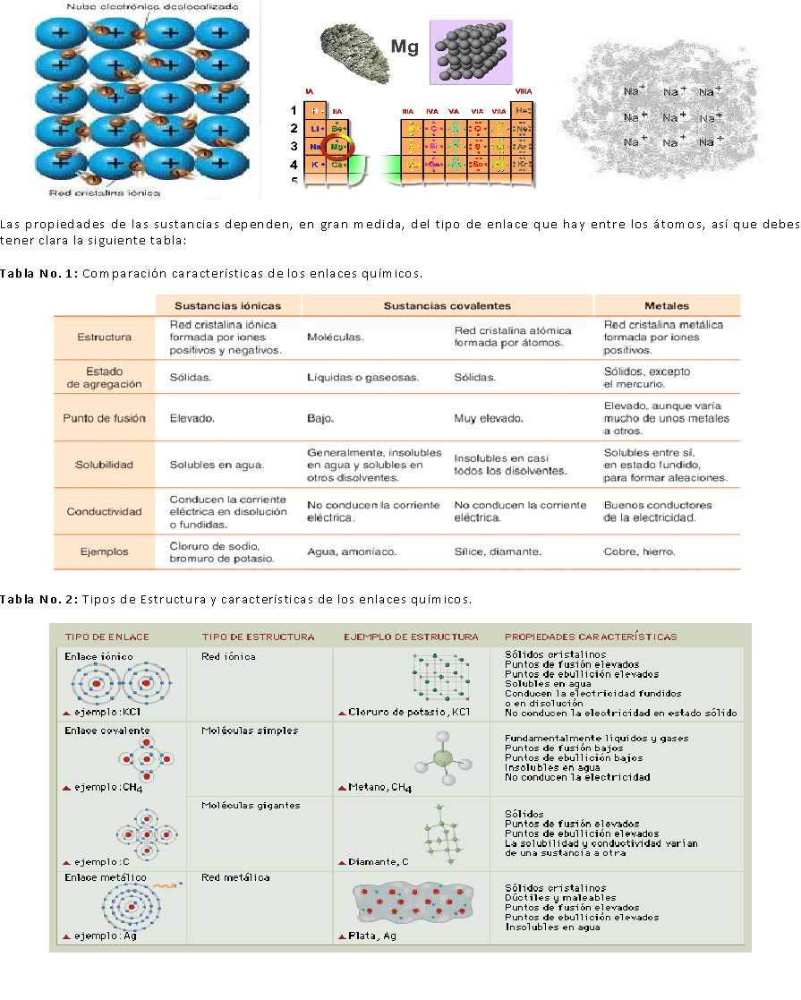 Nube electrónica deslocalizada
Red cristalina iónica
Mg
IA
VIIIA
1 H He
IIA IIIA IVA VA VIA VIIA
2 Li Be Ne
3 Na Mg Si Ar
4 K Ca Kr
5
Na+ Na+ Na+
Na+ Na+ Na+
Na+ Na+ Na+
Las propiedades de las sustancias dependen, en gran medida, del tipo de enlace que hay entre los átomos, así que debes
tener clara la siguiente tabla:
Tabla No. 1: Comparación características de los enlaces químicos.
Sustancias iónicas Sustancias covalentes Metales
Estructura
Red cristalina iónica
formada por iones
positivos y negativos.
Moléculas.
Red cristalina atómica
formada por átomos.
Red cristalina metálica
formada por iones
positivos.
Estado
de agregación
Sólidas.
Líquidas o gaseosas.
Sólidas.
Sólidos, excepto
el mercurio.
Punto de fusión
Elevado.
Bajo.
Muy elevado.
Elevado, aunque varía
mucho de unos metales
a otros.
Solubilidad
Solubles en agua.
Generalmente, insolubles
en agua y solubles en
otros disolventes.
Insolubles en casi
todos los disolventes.
Solubles entre sí,
en estado fundido,
para formar aleaciones.
Conductividad
Conducen la corriente
eléctrica en disolución
o fundidas.
No conducen la corriente
eléctrica.
No conducen la corriente
eléctrica.
Buenos conductores
de la electricidad.
Ejemplos
Cloruro de sodio,
bromuro de potasio.
Agua, amoníaco.
Sílice, diamante.
Cobre, hierro.
Tabla No. 2: Tipos de Estructura y características de los enlaces químicos.
TIPO DE ENLACE TIPO DE ESTRUCTURA EJEMPLO DE ESTRUCTURA PROPIEDADES CARACTERÍSTICAS
Enlace iónico
ejemplo: KCl
Red iónica
Cloruro de potasio, KCl
Sólidos cristalinos
Puntos de fusión elevados
Puntos de ebullición elevados
Solubles en agua
Conducen la electricidad fundidos
o en disolución
No conducen la electricidad en estado sólido
Enlace covalente
ejemplo: CH4
Moléculas simples
Metano, CH4
Fundamentalmente líquidos y gases
Puntos de fusión bajos
Puntos de ebullición bajos
Insolubles en agua
No conducen la electricidad
ejemplo: C
Moléculas gigantes
Diamante, C
Sólidos
Puntos de fusión elevados
Puntos de ebullición elevados
La solubilidad y conductividad varían
de una sustancia a otra
Enlace metálico
ejemplo: Ag
Red metálica
Plata, Ag
Sólidos cristalinos
Dúctiles y maleables
Puntos de fusión elevados
Puntos de ebullición elevados
Insolubles en agua